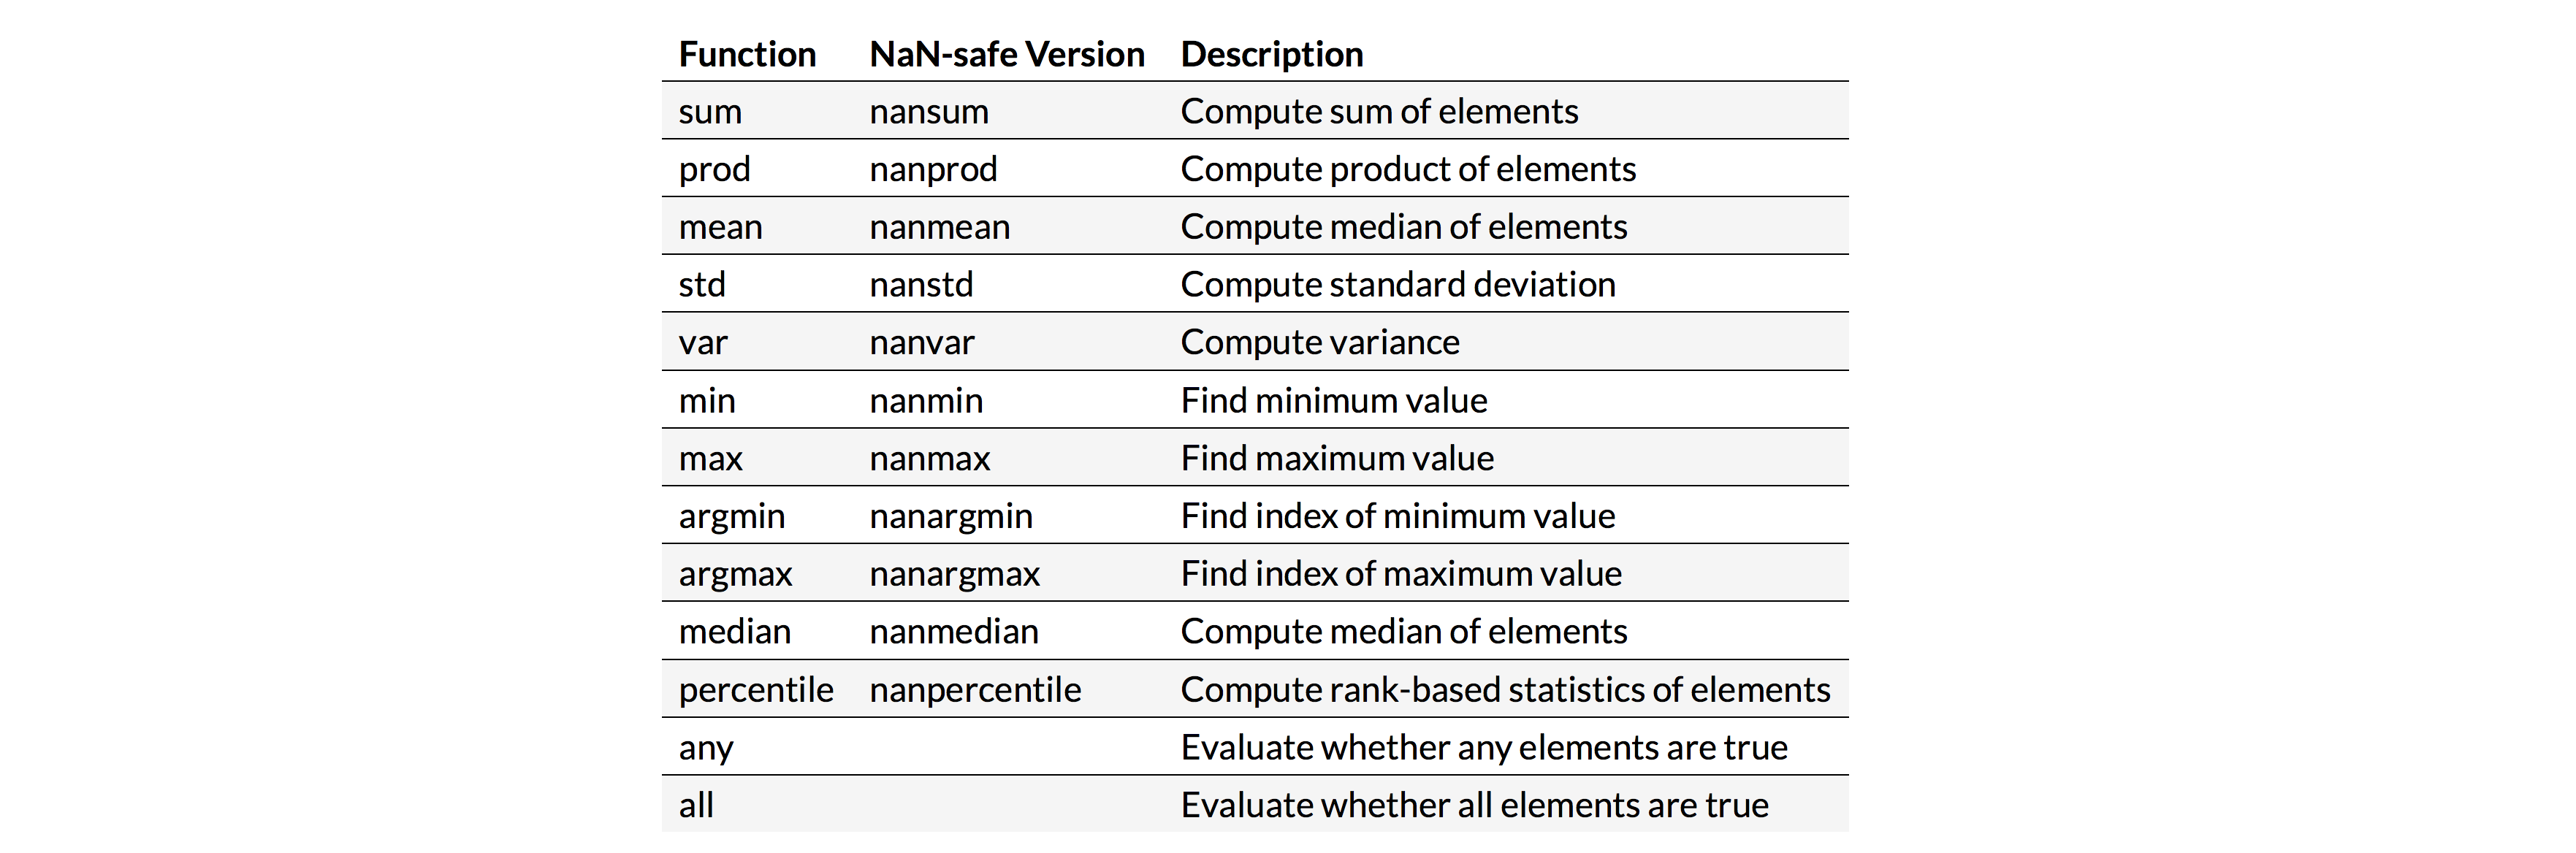 Function NaN-safe Version Description
sum nansum Compute sum of elements
prod nanprod Compute product of elements
mean nanmean Compute median of elements
std nanstd Compute standard deviation
var nanvar Compute variance
min nanmin Find minimum value
max nanmax Find maximum value
argmin nanargmin Find index of minimum value
argmax nanargmax Find index of maximum value
median nanmedian Compute median of elements
percentile nanpercentile Compute rank-based statistics of elements
any Evaluate whether any elements are true
all Evaluate whether all elements are true